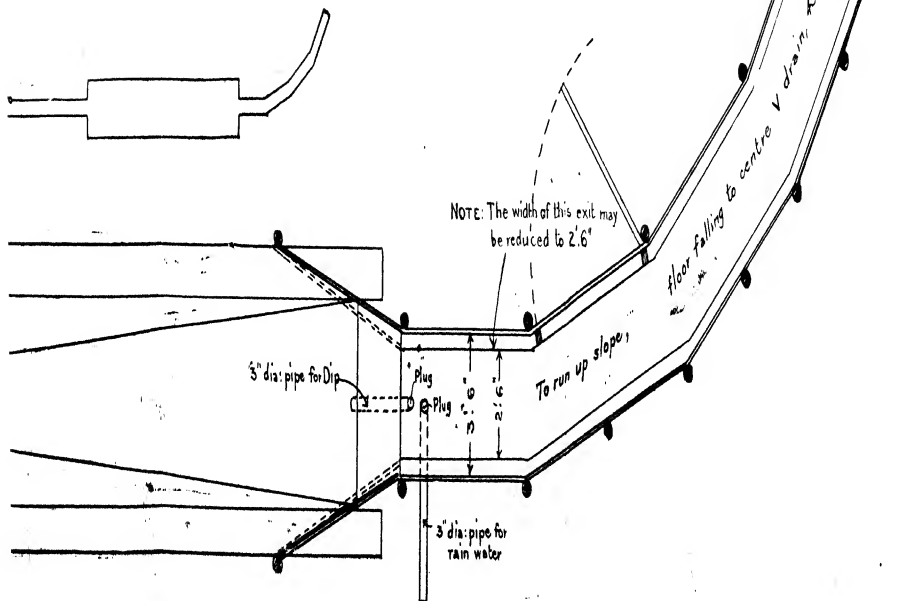 NOTE: The width of this exit may
be reduced to 2'.6"
3" dia: pipe for Dip
Plug
Plug
3'. 6"
2'. 6"
To run up slope,"
floor falling to centre V drain,
3" dia: pipe for
rain water